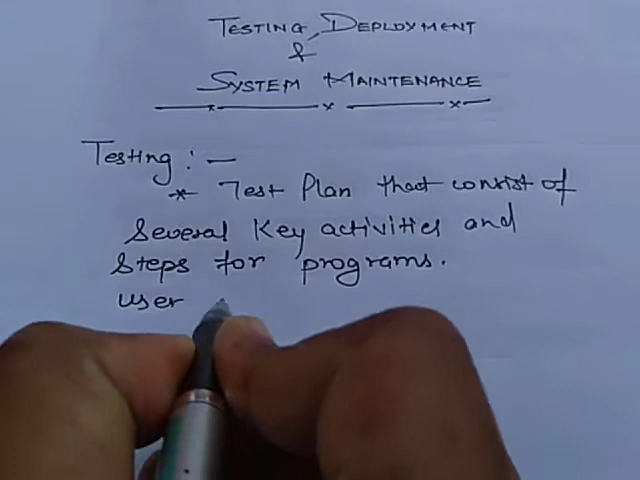 TESTING, DEPLOYMENT
&
SYSTEM MAINTENANCE
Testing :-
* Test Plan that consist of
Several Key activities and
Steps for programs.
User